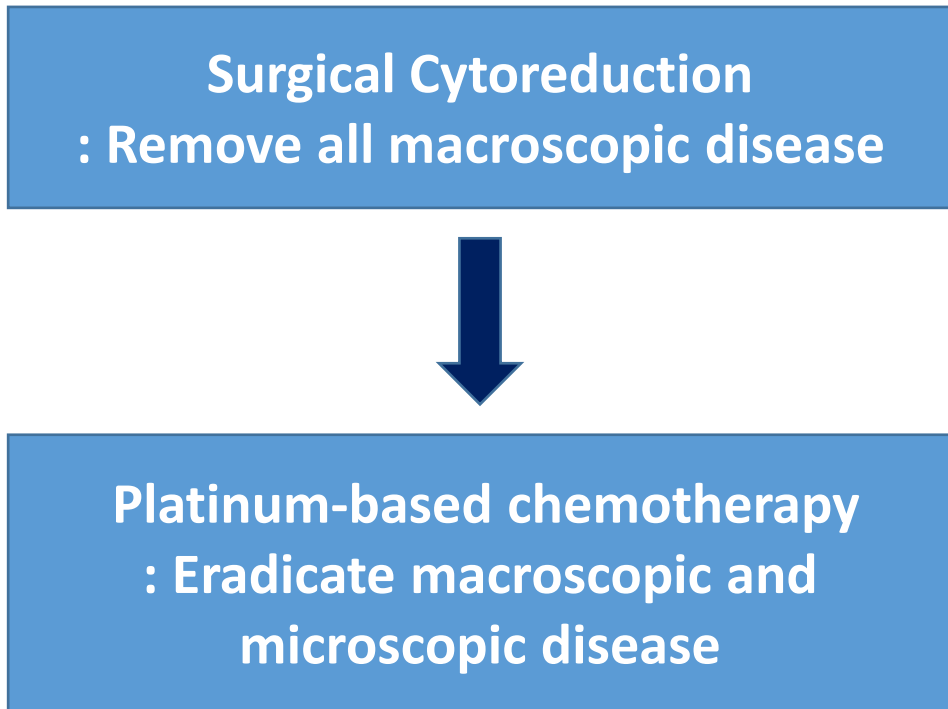 Surgical Cytoreduction
: Remove all macroscopic disease
Platinum-based chemotherapy
: Eradicate macroscopic and
microscopic disease